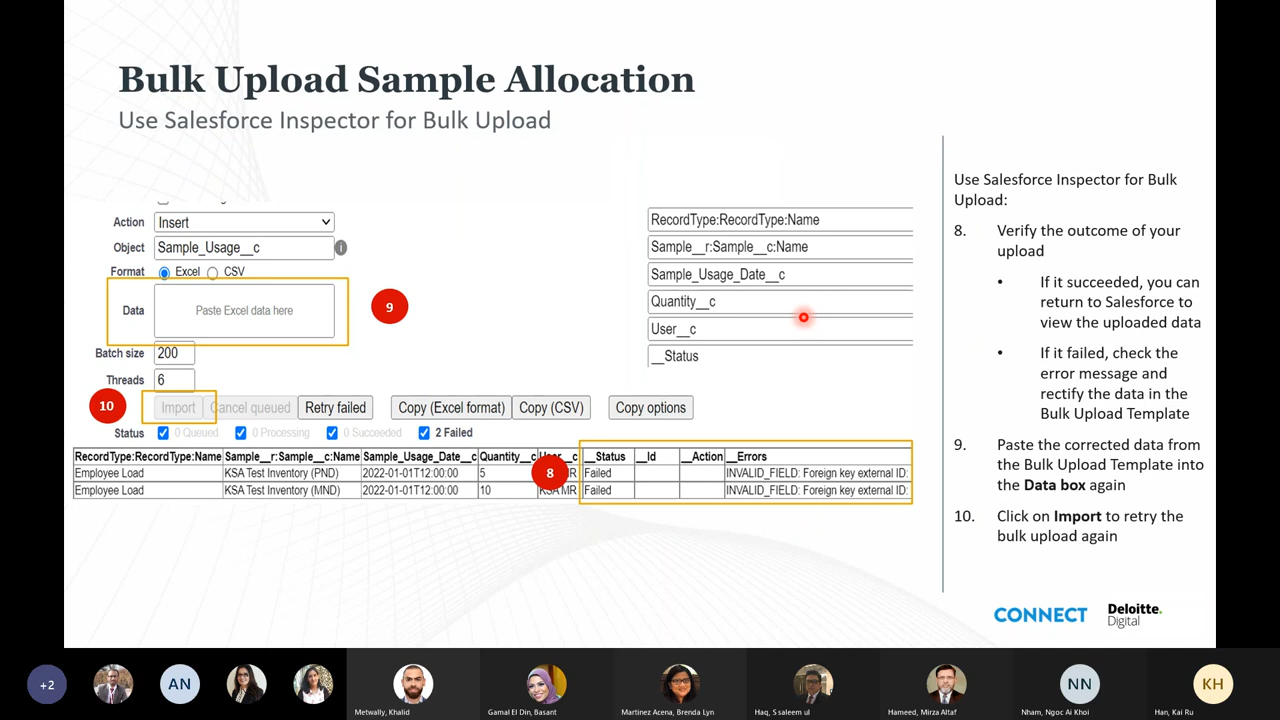 Bulk Upload Sample Allocation
Use Salesforce Inspector for Bulk Upload
Action Insert
Object Sample_Usage__c
Format Excel CSV
Data Paste Excel data here
9
Batch size 200
Threads 6
10
Import Cancel queued Retry failed Copy (Excel format) Copy (CSV) Copy options
Status 0 Queued 0 Processing 0 Succeeded 2 Failed
RecordType:RecordType:Name
Sample__r:Sample__c:Name
Sample_Usage_Date__c
Quantity__c
User__c
__Status
RecordType:RecordType:Name Sample__r:Sample__c:Name Sample_Usage_Date__c Quantity__c __Status __Id __Action __Errors
Employee Load KSA Test Inventory (PND) 2022-01-01T12:00:00 5 Failed INVALID_FIELD: Foreign key external ID:
Employee Load KSA Test Inventory (MND) 2022-01-01T12:00:00 10 KSA MR Failed INVALID_FIELD: Foreign key external ID:
8
Use Salesforce Inspector for Bulk
Upload:
8. Verify the outcome of your
upload
• If it succeeded, you can
return to Salesforce to
view the uploaded data
• If it failed, check the
error message and
rectify the data in the
Bulk Upload Template
9. Paste the corrected data from
the Bulk Upload Template into
the Data box again
10. Click on Import to retry the
bulk upload again
CONNECT
Deloitte.
Digital
+2
AN
NN
KH
Metwally, Khalid
Gamal El Din, Basant
Martinez Acena, Brenda Lyn
Haq, S saleem ul
Hameed, Mirza Altaf
Nham, Ngoc Ai Khoi
Han, Kai Ru